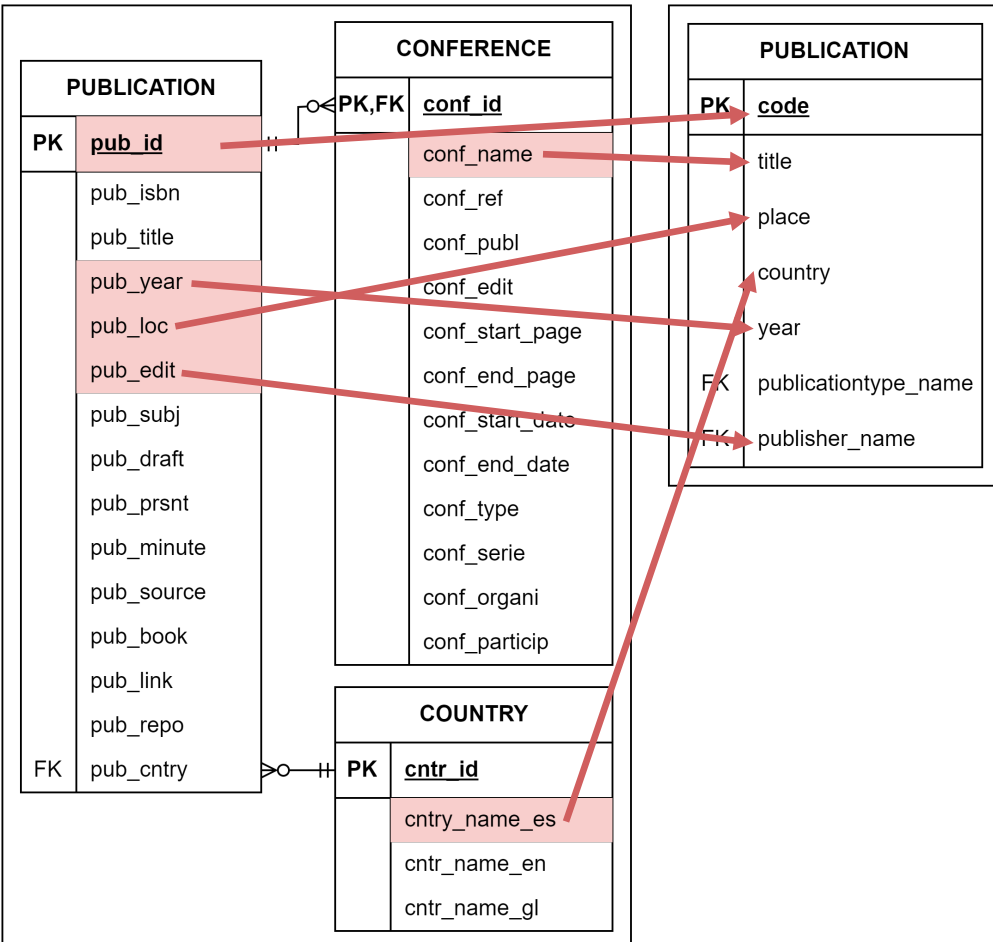 PUBLICATION
PK pub_id
pub_isbn
pub_title
pub_year
pub_loc
pub_edit
pub_subj
pub_draft
pub_prsnt
pub_minute
pub_source
pub_book
pub_link
pub_repo
FK pub_cntry
CONFERENCE
PK,FK conf_id
conf_name
conf_ref
conf_publ
conf_edit
conf_start_page
conf_end_page
conf_start_date
conf_end_date
conf_type
conf_serie
conf_organi
conf_particip
COUNTRY
PK cntr_id
cntry_name_es
cntr_name_en
cntr_name_gl
PUBLICATION
PK code
title
place
country
year
FK publicationtype_name
FK publisher_name